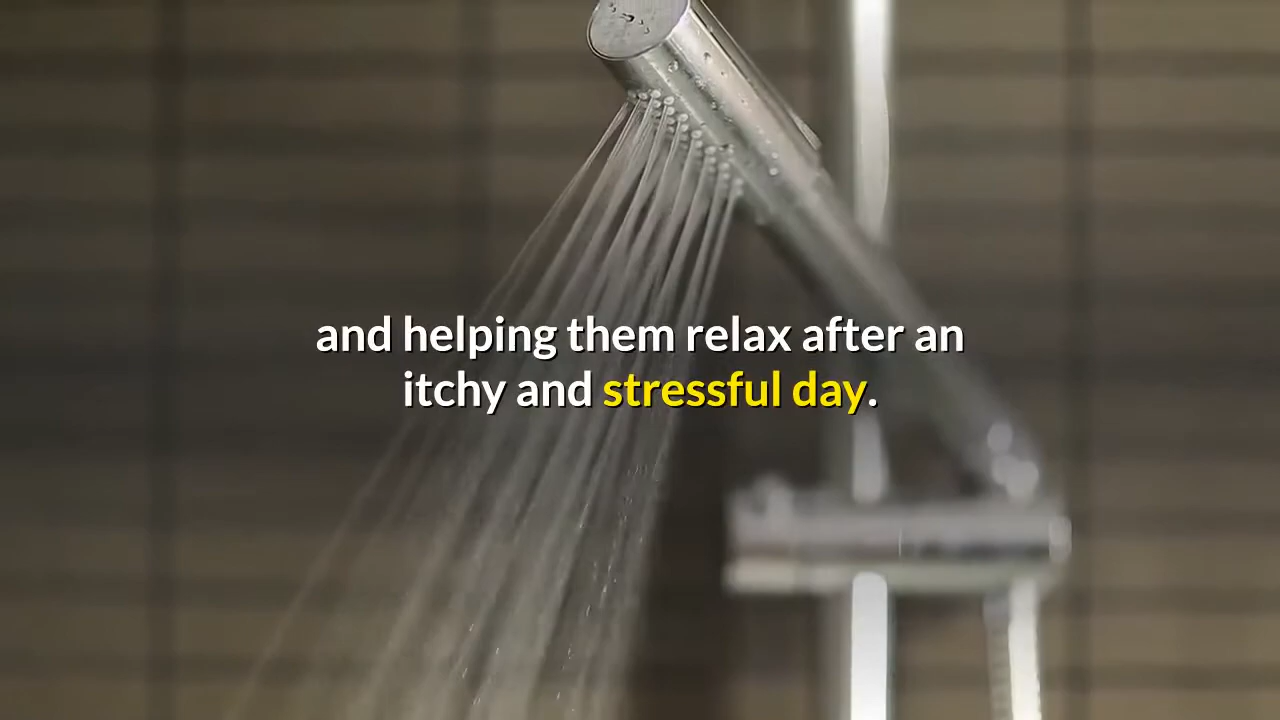 and helping them relax after an
itchy and stressful day.